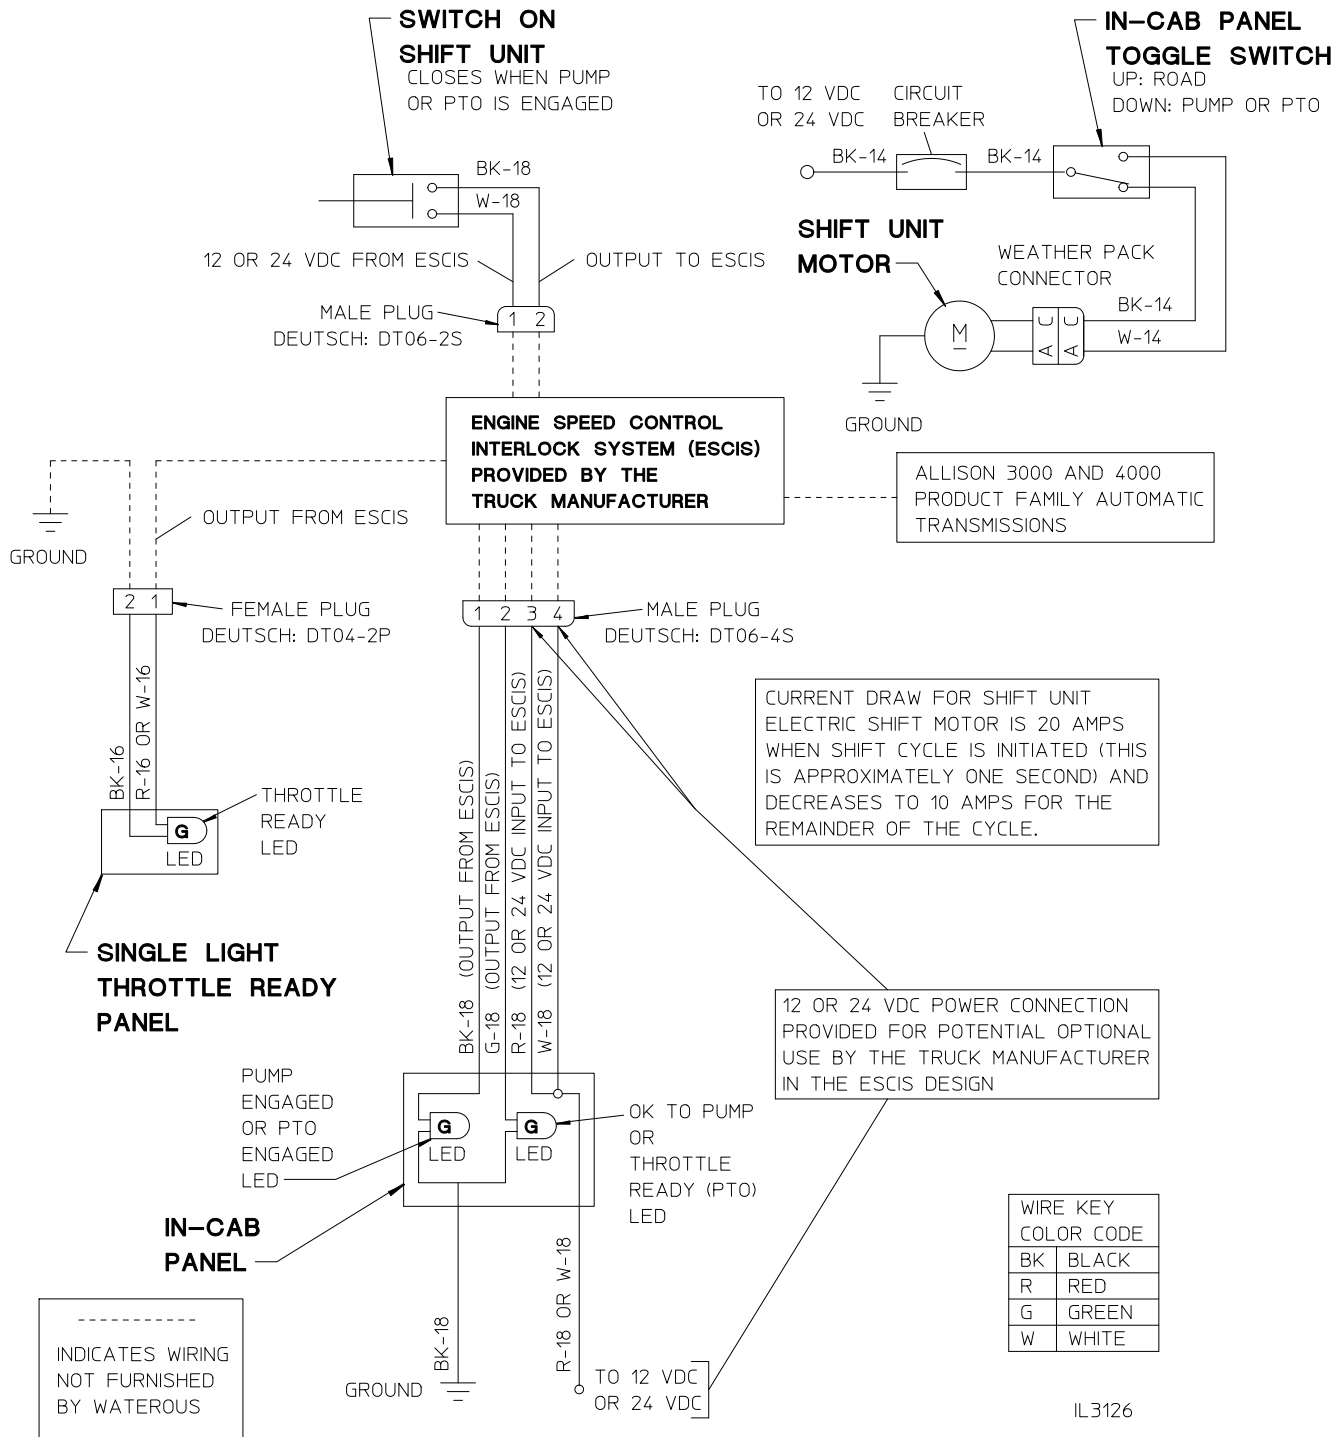 SWITCH ON
SHIFT UNIT
CLOSES WHEN PUMP
OR PTO IS ENGAGED
IN-CAB PANEL
TOGGLE SWITCH
UP: ROAD
DOWN: PUMP OR PTO
TO 12 VDC
OR 24 VDC
CIRCUIT
BREAKER
BK-14
BK-14
BK-18
W-18
12 OR 24 VDC FROM ESCIS
OUTPUT TO ESCIS
SHIFT UNIT
MOTOR
WEATHER PACK
CONNECTOR
BK-14
W-14
M
C C
A A
GROUND
MALE PLUG
DEUTSCH: DT06-2S
1 2
ENGINE SPEED CONTROL
INTERLOCK SYSTEM (ESCIS)
PROVIDED BY THE
TRUCK MANUFACTURER
ALLISON 3000 AND 4000
PRODUCT FAMILY AUTOMATIC
TRANSMISSIONS
OUTPUT FROM ESCIS
GROUND
2 1
FEMALE PLUG
DEUTSCH: DT04-2P
1 2 3 4
MALE PLUG
DEUTSCH: DT06-4S
BK-16
R-16 OR W-16
THROTTLE
READY
LED
G
LED
SINGLE LIGHT
THROTTLE READY
PANEL
BK-18 (OUTPUT FROM ESCIS)
G-18 (OUTPUT FROM ESCIS)
R-18 (12 OR 24 VDC INPUT TO ESCIS)
W-18 (12 OR 24 VDC INPUT TO ESCIS)
CURRENT DRAW FOR SHIFT UNIT
ELECTRIC SHIFT MOTOR IS 20 AMPS
WHEN SHIFT CYCLE IS INITIATED (THIS
IS APPROXIMATELY ONE SECOND) AND
DECREASES TO 10 AMPS FOR THE
REMAINDER OF THE CYCLE.
12 OR 24 VDC POWER CONNECTION
PROVIDED FOR POTENTIAL OPTIONAL
USE BY THE TRUCK MANUFACTURER
IN THE ESCIS DESIGN
PUMP
ENGAGED
OR PTO
ENGAGED
LED
G
LED
G
LED
OK TO PUMP
OR
THROTTLE
READY (PTO)
LED
IN-CAB
PANEL
BK-18
GROUND
R-18 OR W-18
TO 12 VDC
OR 24 VDC
WIRE KEY
COLOR CODE
BK BLACK
R RED
G GREEN
W WHITE
INDICATES WIRING
NOT FURNISHED
BY WATEROUS
IL3126